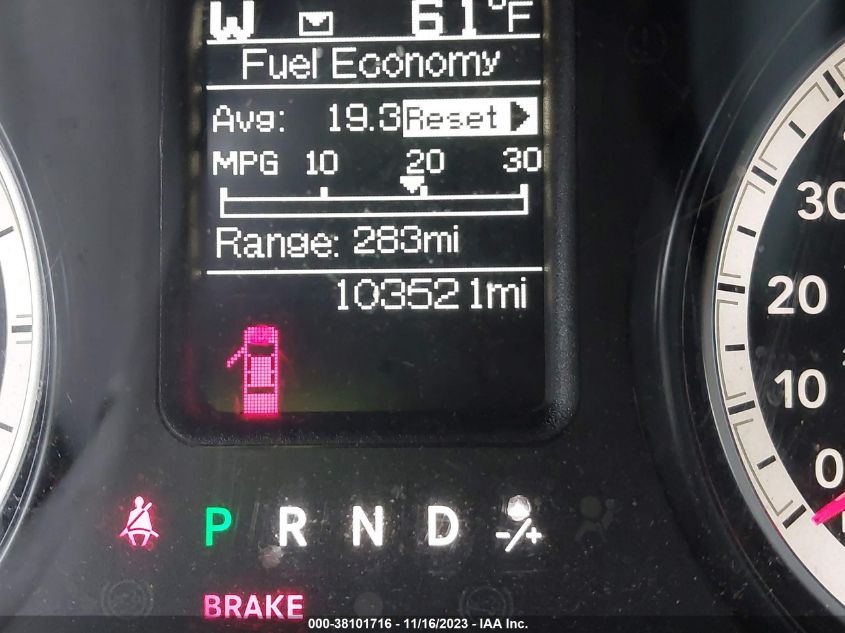 W 61°F
Fuel Economy
Avg: 19.3 Reset
MPG 10 20 30
Range: 283mi
103521mi
30
20
10
0
P R N D -/+
BRAKE
000-38101716 - 11/16/2023 - IAA Inc.